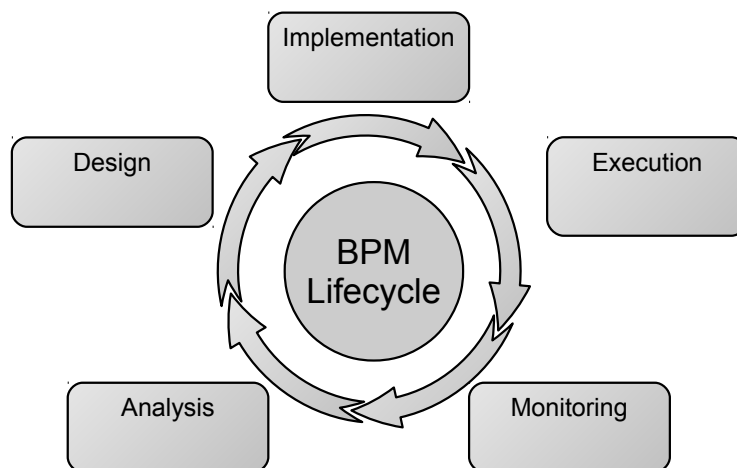 Implementation
Design
Execution
BPM
Lifecycle
Analysis
Monitoring